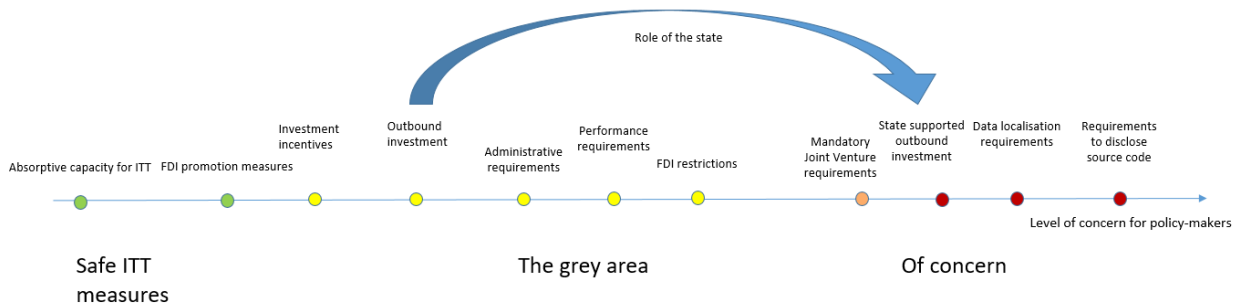 Role of the state
Absorptive capacity for ITT
FDI promotion measures
Investment
incentives
Outbound
investment
Administrative
requirements
Performance
requirements
FDI restrictions
Mandatory
Joint Venture
requirements
State supported
outbound
investment
Data localisation
requirements
Requirements
to disclose
source code
Level of concern for policy-makers
Safe ITT
measures
The grey area
Of concern